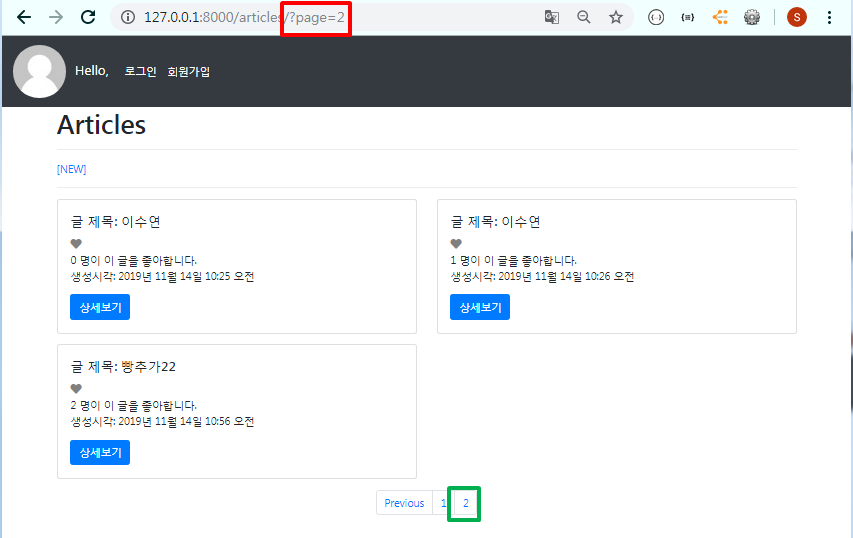 127.0.0.1:8000/articles/?page=2
S
Hello, 로그인 회원가입
Articles
[NEW]
글 제목: 이수연
0 명이 이 글을 좋아합니다.
생성시각: 2019년 11월 14일 10:25 오전
상세보기
글 제목: 이수연
1 명이 이 글을 좋아합니다.
생성시각: 2019년 11월 14일 10:26 오전
상세보기
글 제목: 빵추가22
2 명이 이 글을 좋아합니다.
생성시각: 2019년 11월 14일 10:56 오전
상세보기
Previous 1 2